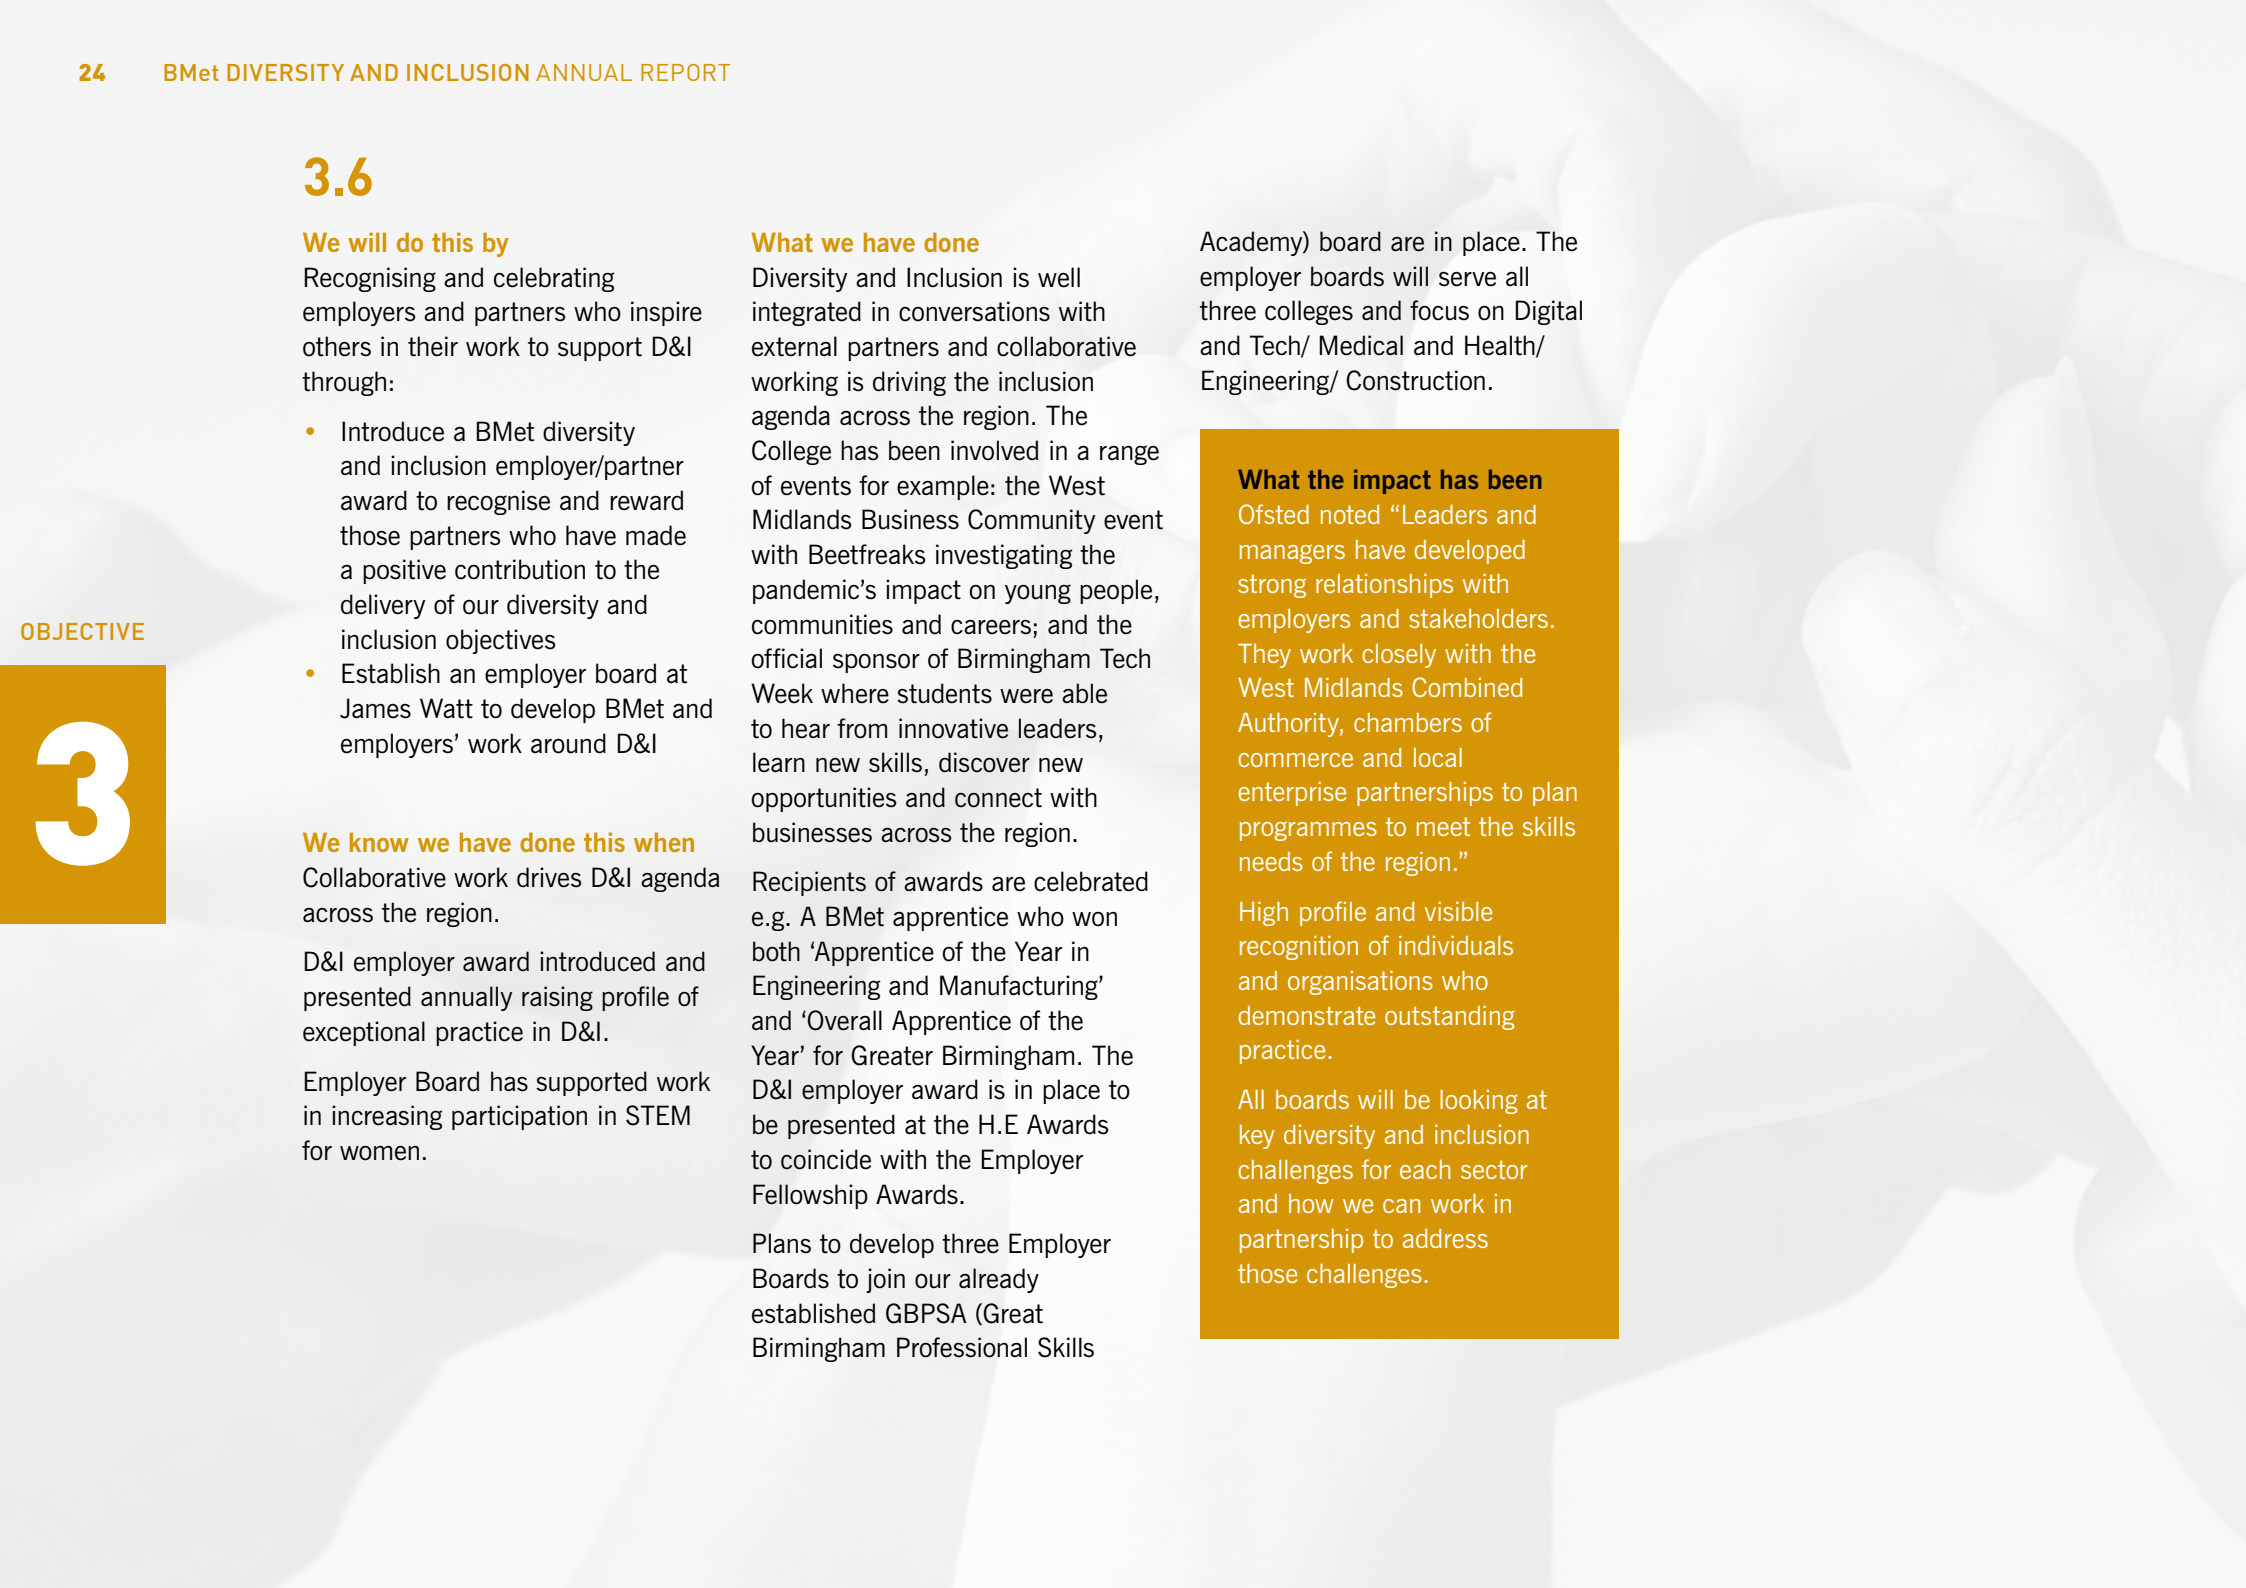 24 BMet DIVERSITY AND INCLUSION ANNUAL REPORT
OBJECTIVE
3
3.6
We will do this by
Recognising and celebrating
employers and partners who inspire
others in their work to support D&I
through:
• Introduce a BMet diversity
and inclusion employer/partner
award to recognise and reward
those partners who have made
a positive contribution to the
delivery of our diversity and
inclusion objectives
• Establish an employer board at
James Watt to develop BMet and
employers’ work around D&I
We know we have done this when
Collaborative work drives D&I agenda
across the region.
D&I employer award introduced and
presented annually raising profile of
exceptional practice in D&I.
Employer Board has supported work
in increasing participation in STEM
for women.
What we have done
Diversity and Inclusion is well
integrated in conversations with
external partners and collaborative
working is driving the inclusion
agenda across the region. The
College has been involved in a range
of events for example: the West
Midlands Business Community event
with Beetfreaks investigating the
pandemic’s impact on young people,
communities and careers; and the
official sponsor of Birmingham Tech
Week where students were able
to hear from innovative leaders,
learn new skills, discover new
opportunities and connect with
businesses across the region.
Recipients of awards are celebrated
e.g. A BMet apprentice who won
both ‘Apprentice of the Year in
Engineering and Manufacturing’
and ‘Overall Apprentice of the
Year’ for Greater Birmingham. The
D&I employer award is in place to
be presented at the H.E Awards
to coincide with the Employer
Fellowship Awards.
Plans to develop three Employer
Boards to join our already
established GBPSA (Great
Birmingham Professional Skills
Academy) board are in place. The
employer boards will serve all
three colleges and focus on Digital
and Tech/ Medical and Health/
Engineering/ Construction.
What the impact has been
Ofsted noted “Leaders and
managers have developed
strong relationships with
employers and stakeholders.
They work closely with the
West Midlands Combined
Authority, chambers of
commerce and local
enterprise partnerships to plan
programmes to meet the skills
needs of the region.”
High profile and visible
recognition of individuals
and organisations who
demonstrate outstanding
practice.
All boards will be looking at
key diversity and inclusion
challenges for each sector
and how we can work in
partnership to address
those challenges.